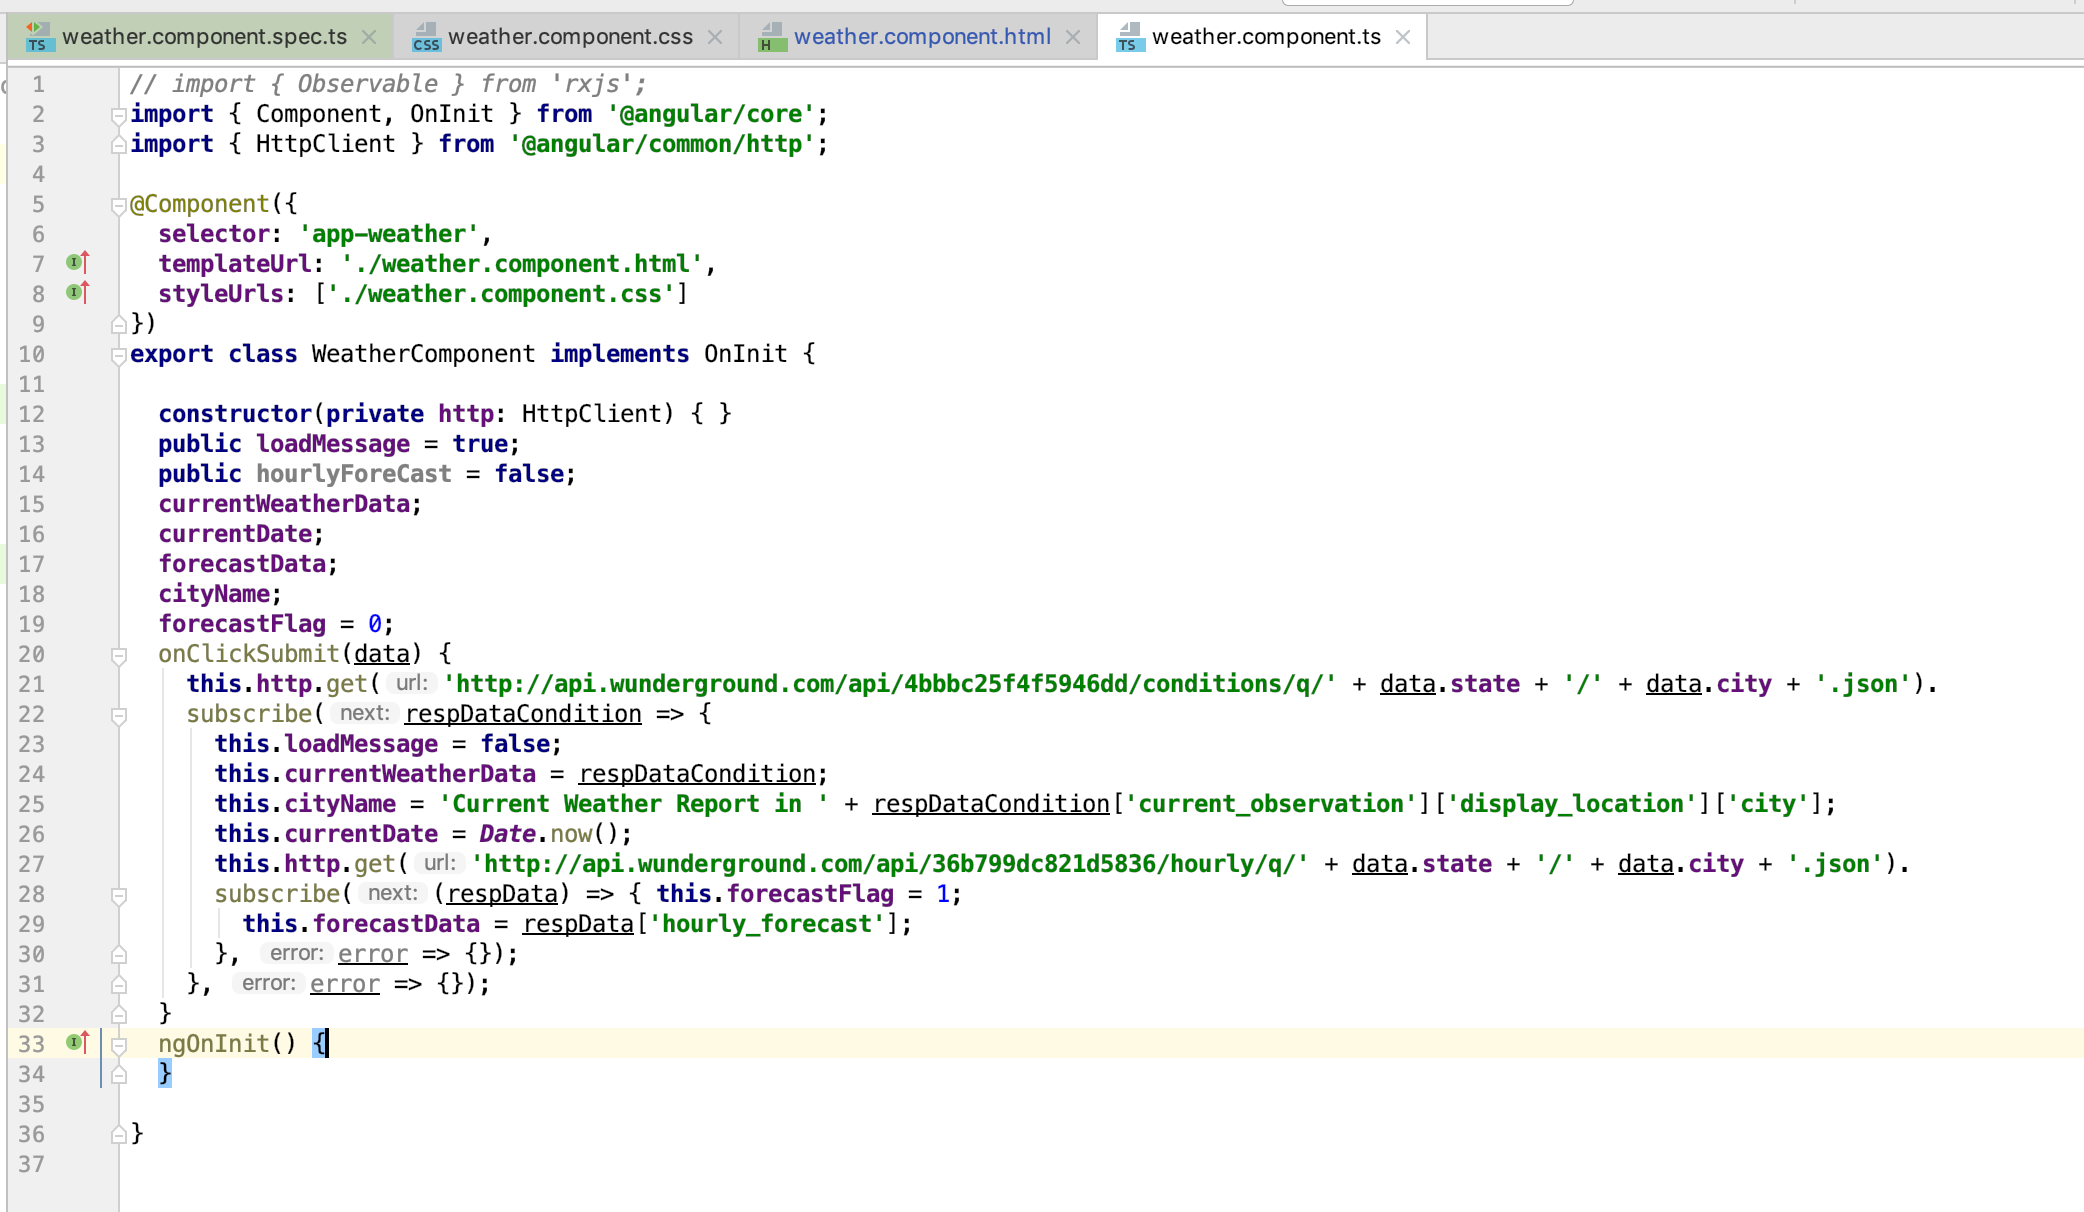 TS weather.component.spec.ts CSS weather.component.css H weather.component.html TS weather.component.ts
1 // import { Observable } from 'rxjs';
2 import { Component, OnInit } from '@angular/core';
3 import { HttpClient } from '@angular/common/http';
4
5 @Component({
6 selector: 'app-weather',
7 templateUrl: './weather.component.html',
8 styleUrls: ['./weather.component.css']
9 })
10 export class WeatherComponent implements OnInit {
11
12 constructor(private http: HttpClient) { }
13 public loadMessage = true;
14 public hourlyForeCast = false;
15 currentWeatherData;
16 currentDate;
17 forecastData;
18 cityName;
19 forecastFlag = 0;
20 onClickSubmit(data) {
21 this.http.get( url: 'http://api.wunderground.com/api/4bbbc25f4f5946dd/conditions/q/' + data.state + '/' + data.city + '.json').
22 subscribe( next: respDataCondition => {
23 this.loadMessage = false;
24 this.currentWeatherData = respDataCondition;
25 this.cityName = 'Current Weather Report in ' + respDataCondition['current_observation']['display_location']['city'];
26 this.currentDate = Date.now();
27 this.http.get( url: 'http://api.wunderground.com/api/36b799dc821d5836/hourly/q/' + data.state + '/' + data.city + '.json').
28 subscribe( next: (respData) => { this.forecastFlag = 1;
29 this.forecastData = respData['hourly_forecast'];
30 }, error: error => {});
31 }, error: error => {});
32 }
33 ngOnInit() {
34 }
35
36 }
37